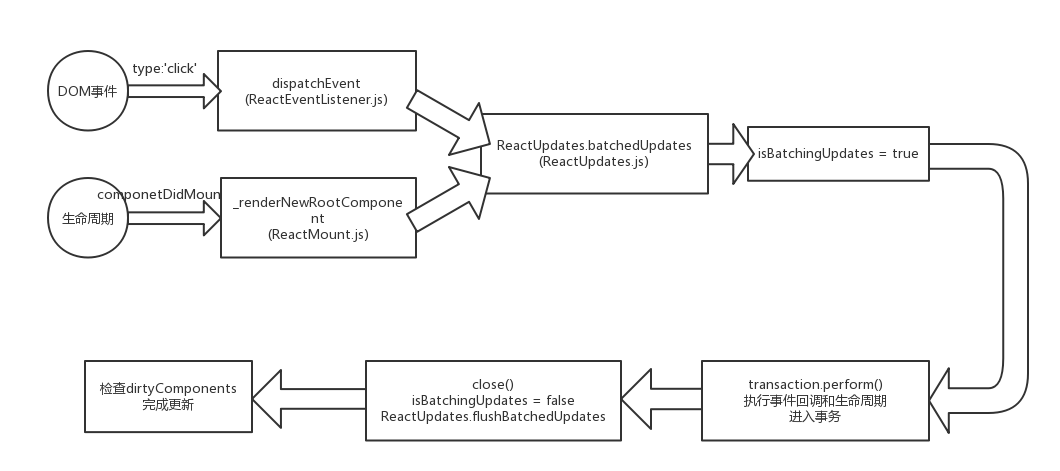 type:'click'
DOM事件
dispatchEvent
(ReactEventListener.js)
componetDidMoun
生命周期
_renderNewRootCompone
nt
(ReactMount.js)
ReactUpdates.batchedUpdates
(ReactUpdates.js)
isBatchingUpdates = true
transaction.perform()
执行事件回调和生命周期
进入事务
close()
isBatchingUpdates = false
ReactUpdates.flushBatchedUpdates
检查dirtyComponents
完成更新